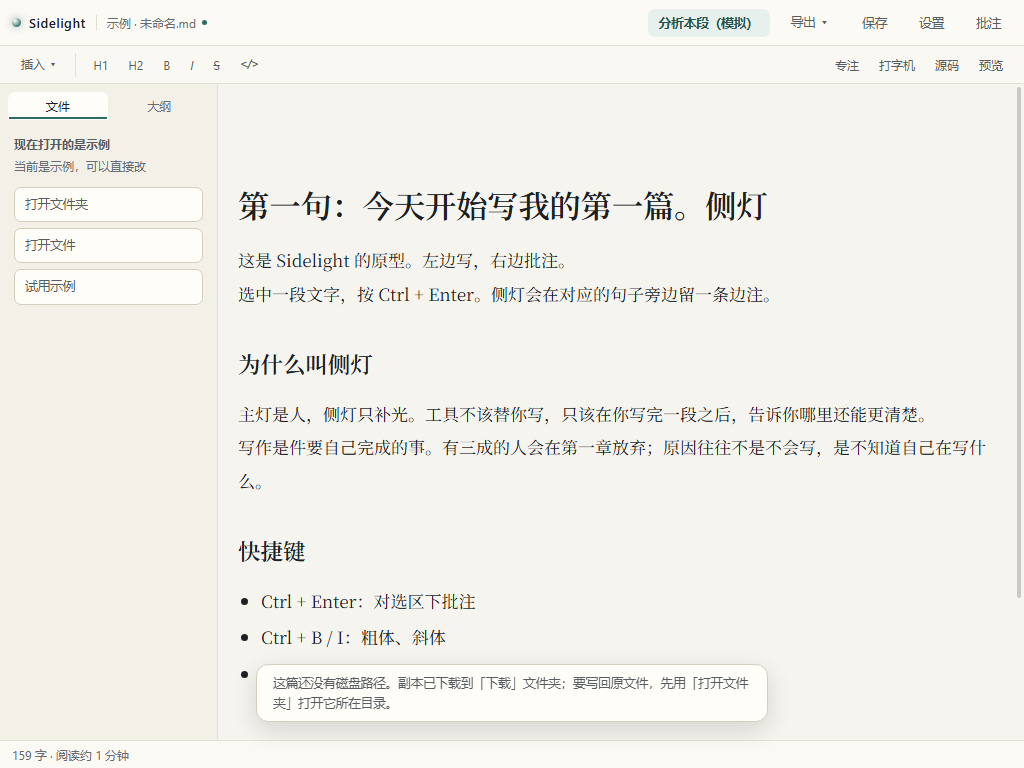 Sidelight
示例 · 未命名.md
分析本段（模拟）
导出
保存
设置
批注
插入
H1
H2
B
I
S
</>
专注
打字机
源码
预览
文件
大纲
现在打开的是示例
当前是示例，可以直接改
打开文件夹
打开文件
试用示例
第一句：今天开始写我的第一篇。侧灯
这是 Sidelight 的原型。左边写，右边批注。
选中一段文字，按 Ctrl + Enter。侧灯会在对应的句子旁边留一条边注。
为什么叫侧灯
主灯是人，侧灯只补光。工具不该替你写，只该在你写完一段之后，告诉你哪里还能更清楚。
写作是件要自己完成的事。有三成的人会在第一章放弃；原因往往不是不会写，是不知道自己在写什
么。
快捷键
Ctrl + Enter：对选区下批注
Ctrl + B / I：粗体、斜体
这篇还没有磁盘路径。副本已下载到「下载」文件夹；要写回原文件，先用「打开文件
夹」打开它所在目录。
159 字 · 阅读约 1 分钟